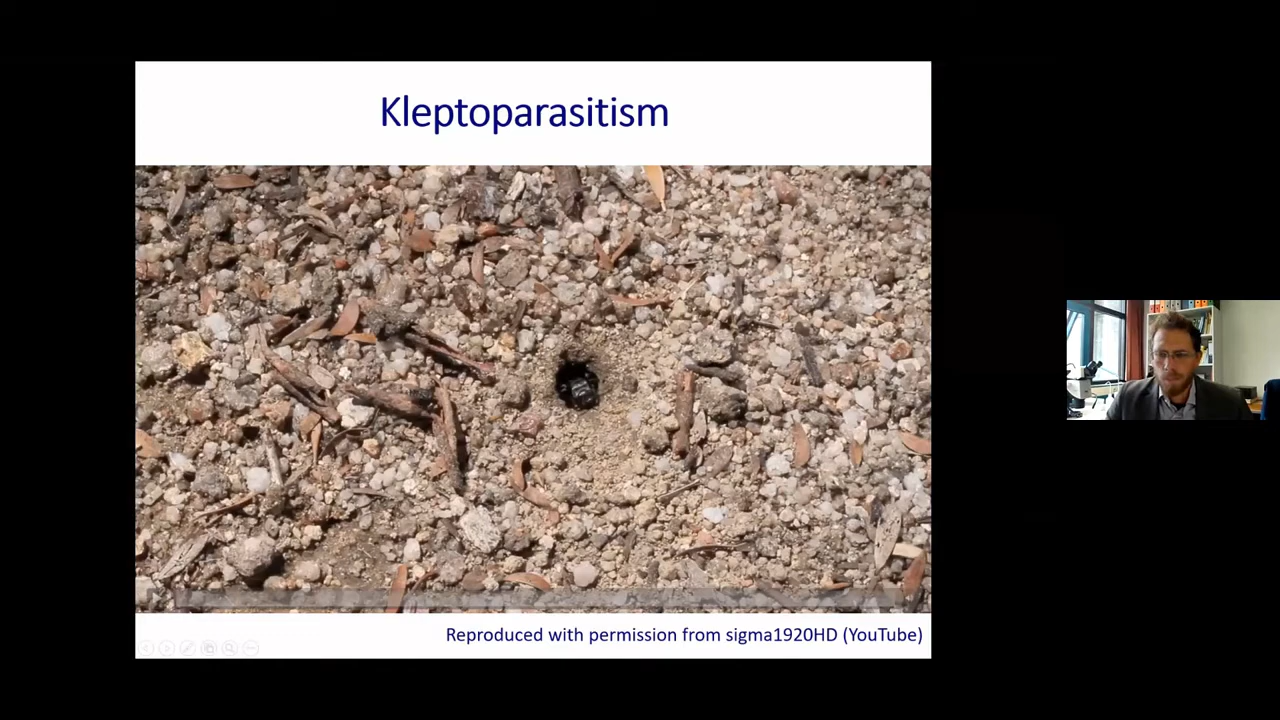 Kleptoparasitism
Reproduced with permission from sigma1920HD (YouTube)